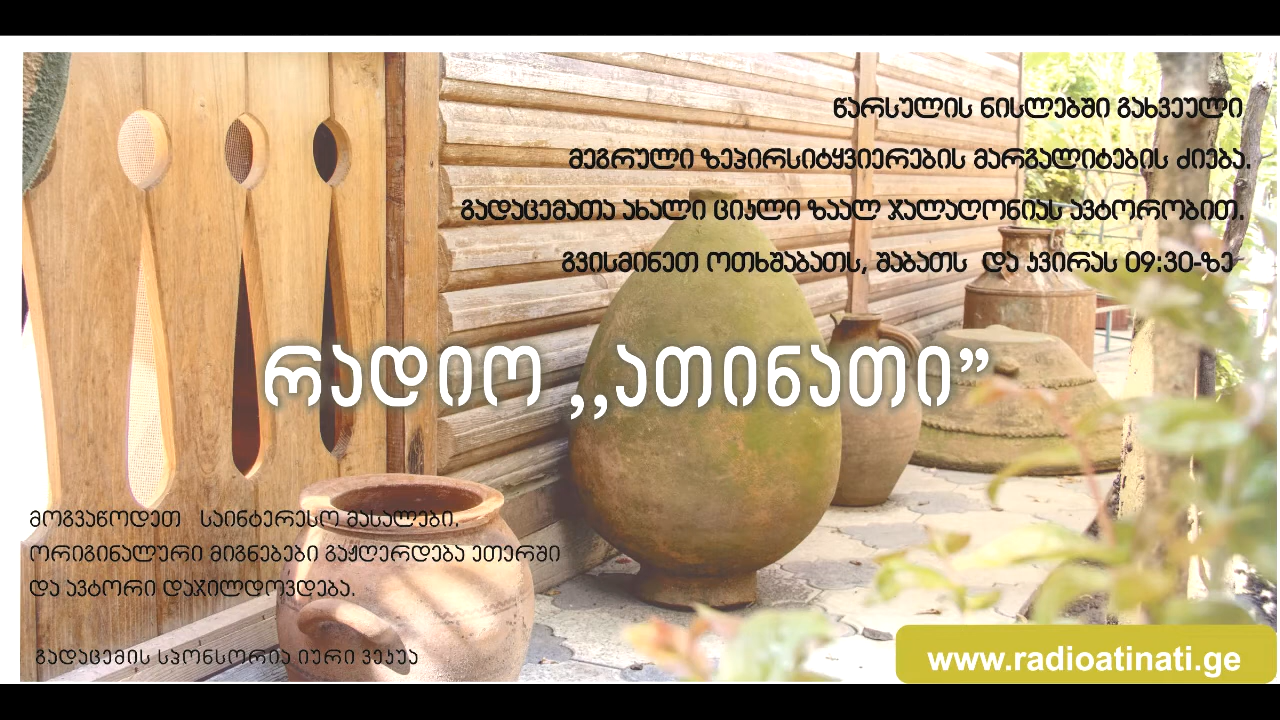 წარსულის ნისლებში გახვეული
მეგრული ზეპირსიტყვიერების მარგალიტების ძიება.
გადაცემათა ახალი ციკლი ზაალ ჯალაღონიას ავტორობით.
გვისმინეთ ოთხშაბათს, შაბათს და კვირას 09:30-ზე
რადიო ,,ათინათი”
მოგვაწოდეთ საინტერესო მასალები,
ორიგინალური მიგნებები გაჟღერდება ეთერში
და ავტორი დაჯილდოვდება.
გადაცემის სპონსორია იური ვეკუა
www.radioatinati.ge